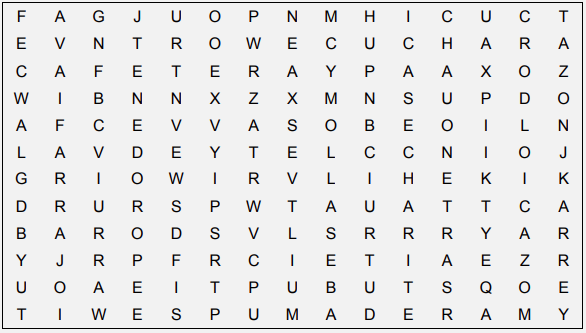 F A G J U O P N M H I C U C T
E V N T R O W E C U C H A R A
C A F E T E R A Y P A A X O Z
W I B N N X Z X M N S U P D O
A F C E V V A S O B E O I L N
L A V D E Y T E L C C N I O J
G R I O W I R V L I H E K I K
D R U R S P W T A U A T T C A
B A R O D S V L S R R R Y A R
Y J R P F R C I E T I A E Z R
U O A E I T P U B U T S Q O E
T I W E S P U M A D E R A M Y